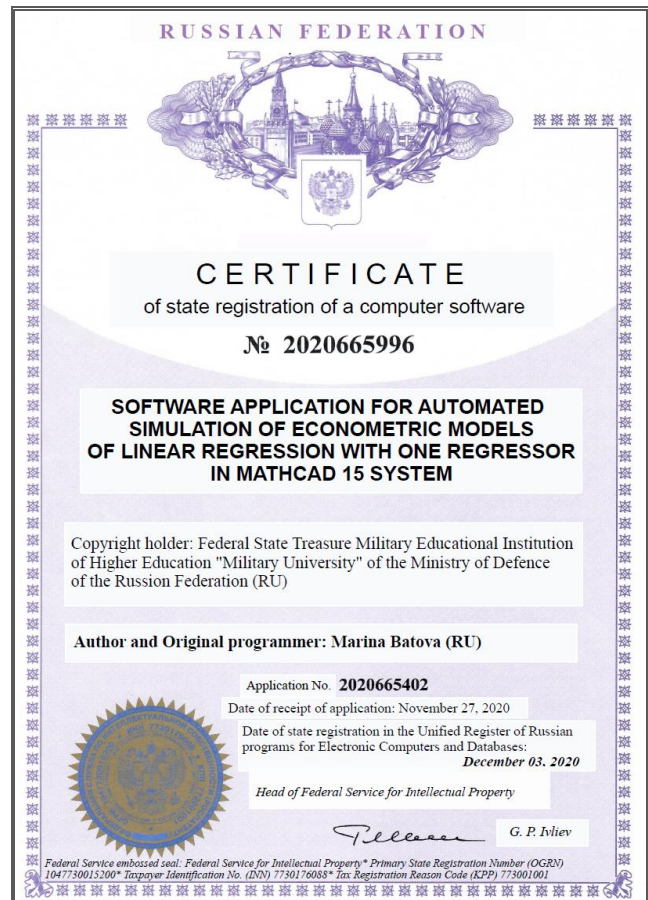 RUSSIAN FEDERATION
CERTIFICATE
of state registration of a computer software
№ 2020665996
SOFTWARE APPLICATION FOR AUTOMATED
SIMULATION OF ECONOMETRIC MODELS
OF LINEAR REGRESSION WITH ONE REGRESSOR
IN MATHCAD 15 SYSTEM
Copyright holder: Federal State Treasure Military Educational Institution
of Higher Education "Military University" of the Ministry of Defence
of the Russion Federation (RU)
Author and Original programmer: Marina Batova (RU)
Application No. 2020665402
Date of receipt of application: November 27, 2020
Date of state registration in the Unified Register of Russian
programs for Electronic Computers and Databases:
December 03. 2020
Head of Federal Service for Intellectual Property
G. P. Ivliev
Federal Service embossed seal: Federal Service for Intellectual Property* Primary State Registration Number (OGRN)
1047730015200* Taxpayer Identification No. (INN) 7730176088* Tax Registration Reason Code (KPP) 773001001